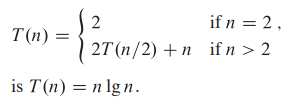 T(n) = { 2 if n = 2 ,
2T(n/2) + n if n > 2
is T(n) = n lg n.